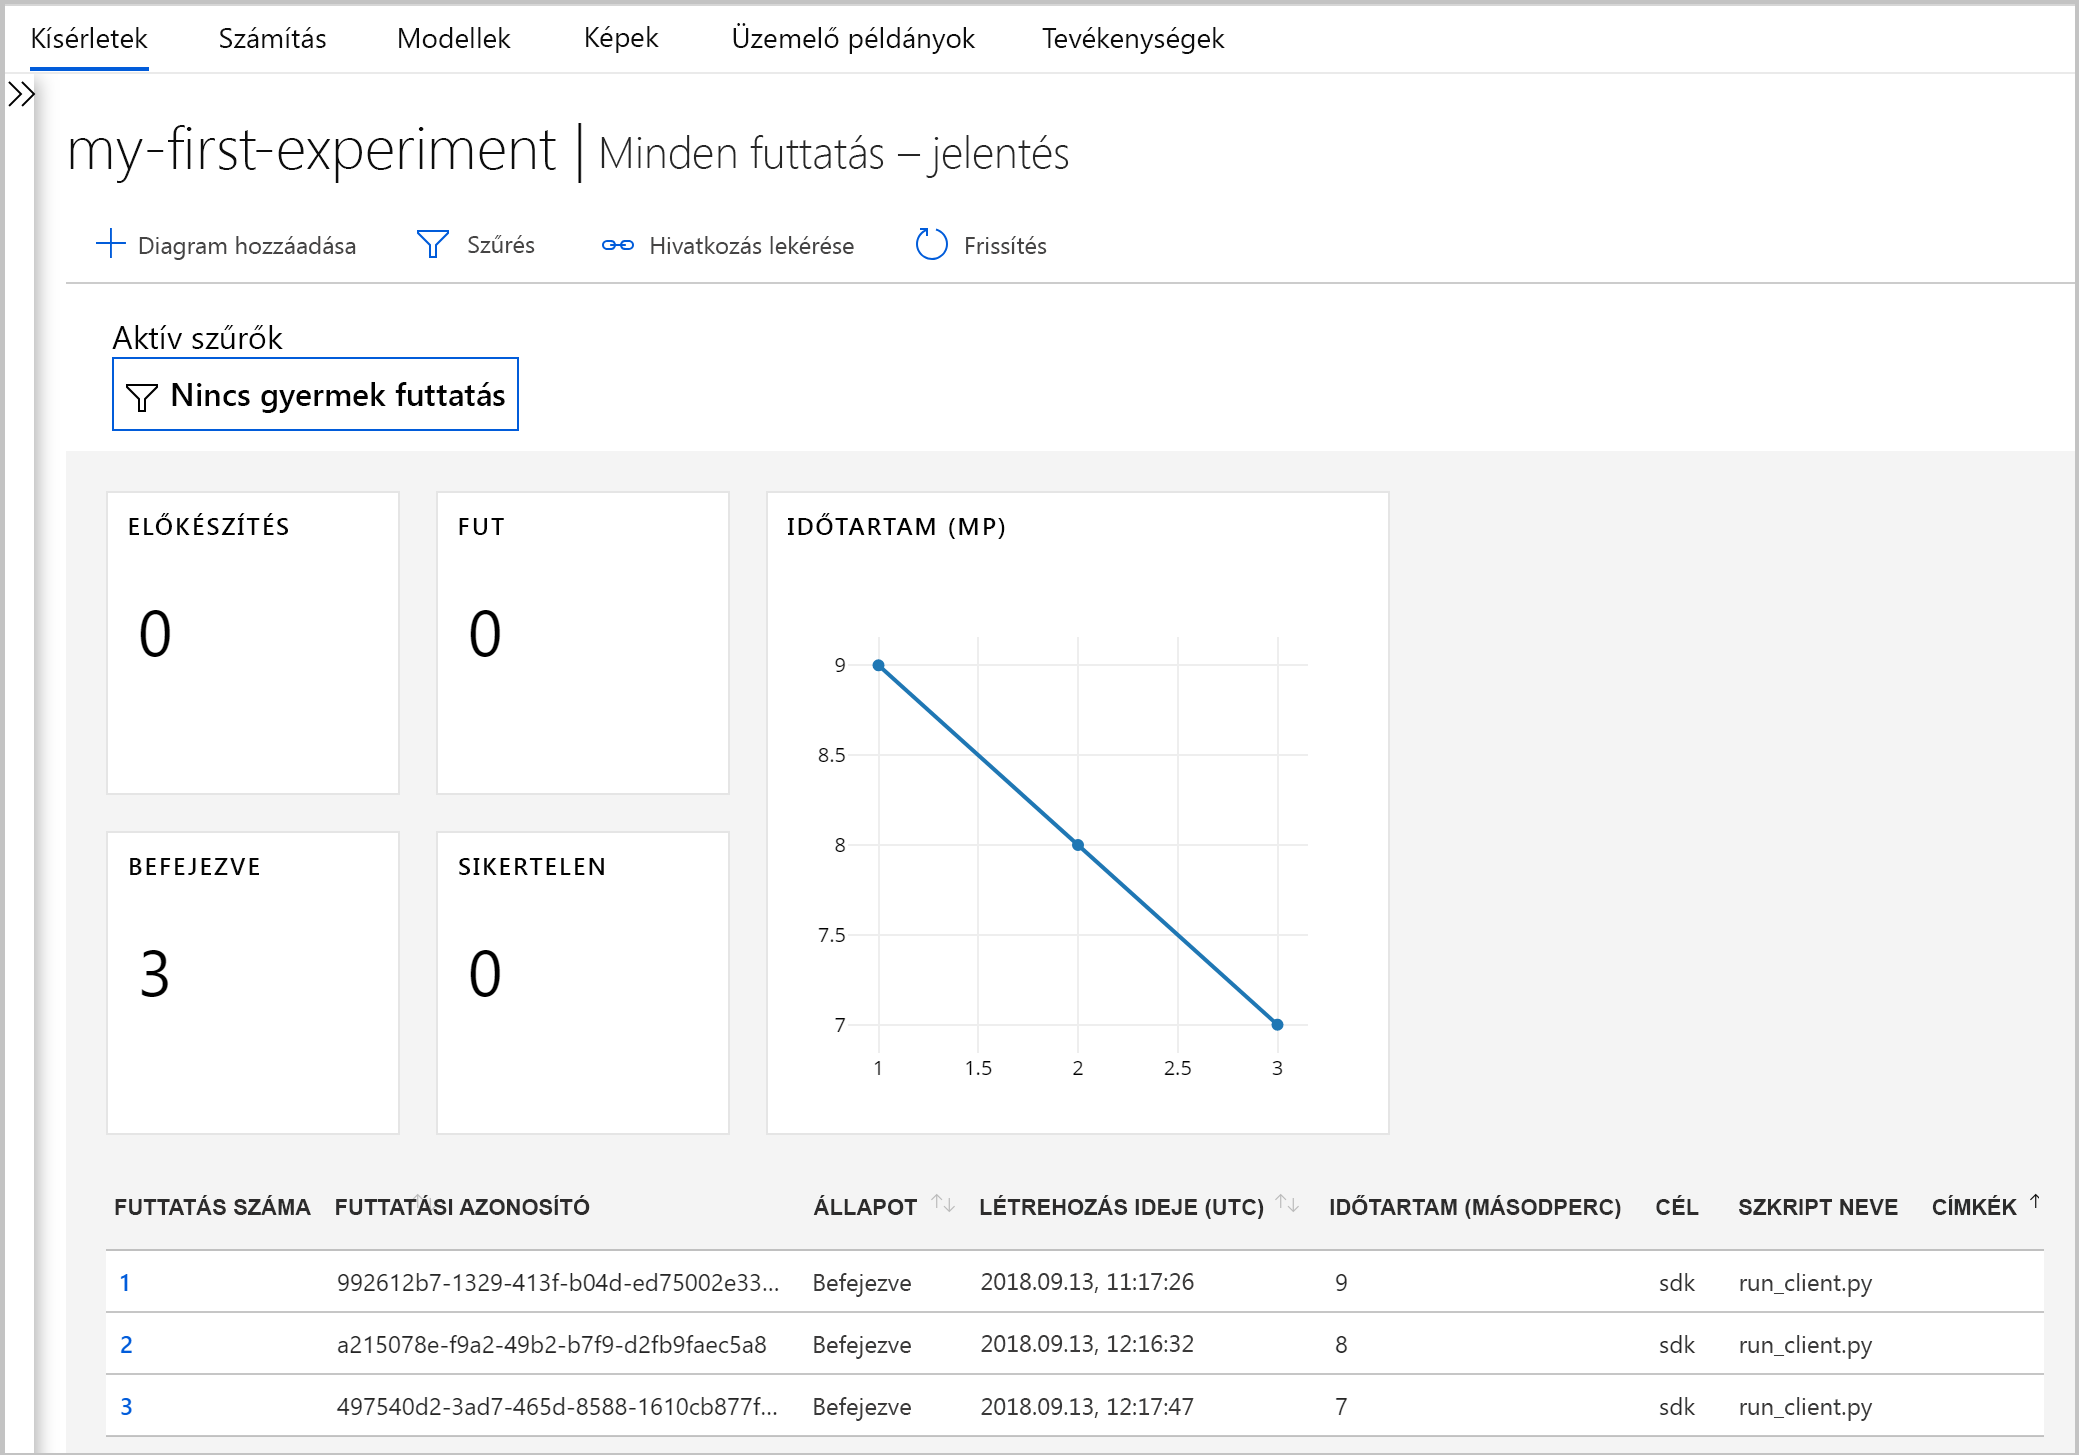 Kísérletek Számítás Modellek Képek Üzemelő példányok Tevékenységek
my-first-experiment | Minden futtatás – jelentés
Diagram hozzáadása Szűrés Hivatkozás lekérése Frissítés
Aktív szűrők
Nincs gyermek futtatás
ELŐKÉSZÍTÉS
0
FUT
0
BEFEJEZVE
3
SIKERTELEN
0
IDŐTARTAM (MP)
9
8.5
8
7.5
7
1 1.5 2 2.5 3
FUTTATÁS SZÁMA FUTTATÁSI AZONOSÍTÓ ÁLLAPOT LÉTREHOZÁS IDEJE (UTC) IDŐTARTAM (MÁSODPERC) CÉL SZKRIPT NEVE CÍMKÉK
1 992612b7-1329-413f-b04d-ed75002e33... Befejezve 2018.09.13, 11:17:26 9 sdk run_client.py
2 a215078e-f9a2-49b2-b7f9-d2fb9faec5a8 Befejezve 2018.09.13, 12:16:32 8 sdk run_client.py
3 497540d2-3ad7-465d-8588-1610cb877f... Befejezve 2018.09.13, 12:17:47 7 sdk run_client.py